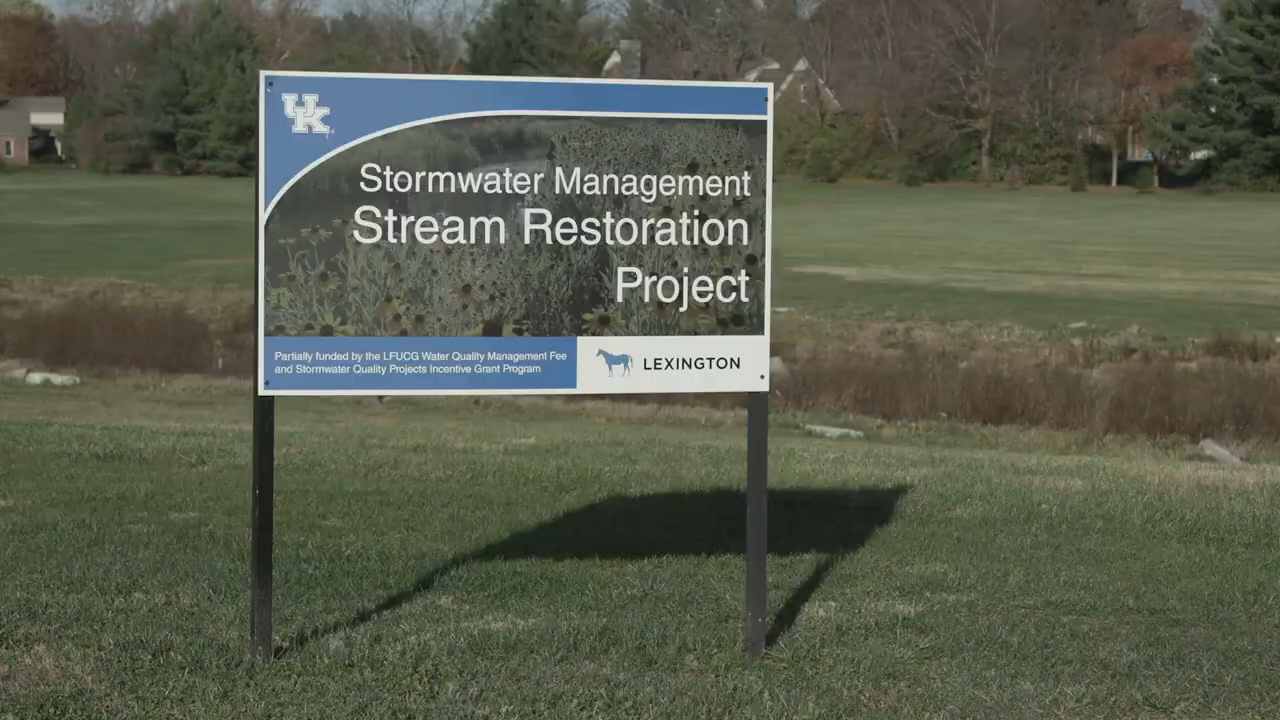 UK
Stormwater Management
Stream Restoration
Project
Partially funded by the LFUCG Water Quality Management Fee
and Stormwater Quality Projects Incentive Grant Program
LEXINGTON